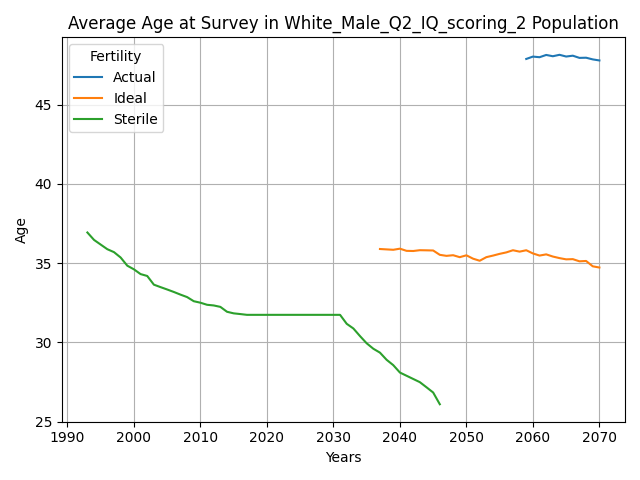 Average Age at Survey in White_Male_Q2_IQ_scoring_2 Population
Fertility
Actual
Ideal
Sterile
Age
45
40
35
30
25
1990 2000 2010 2020 2030 2040 2050 2060 2070
Years